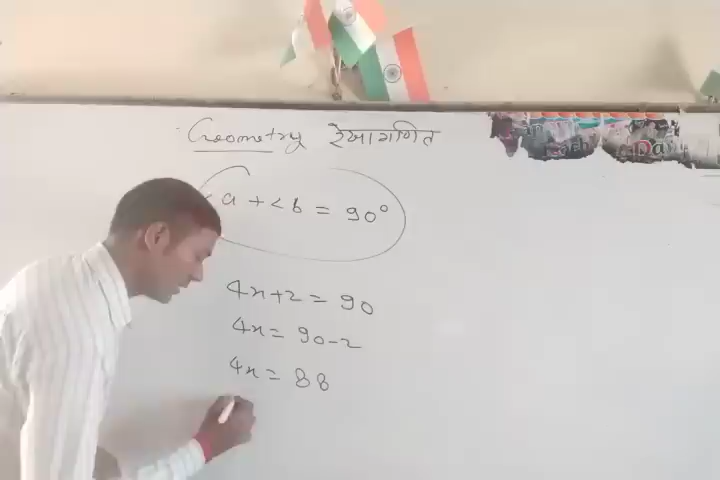 Geometry रेखागणित
a + < b = 90°
4x+2 = 90
4x = 90-2
4x = 88